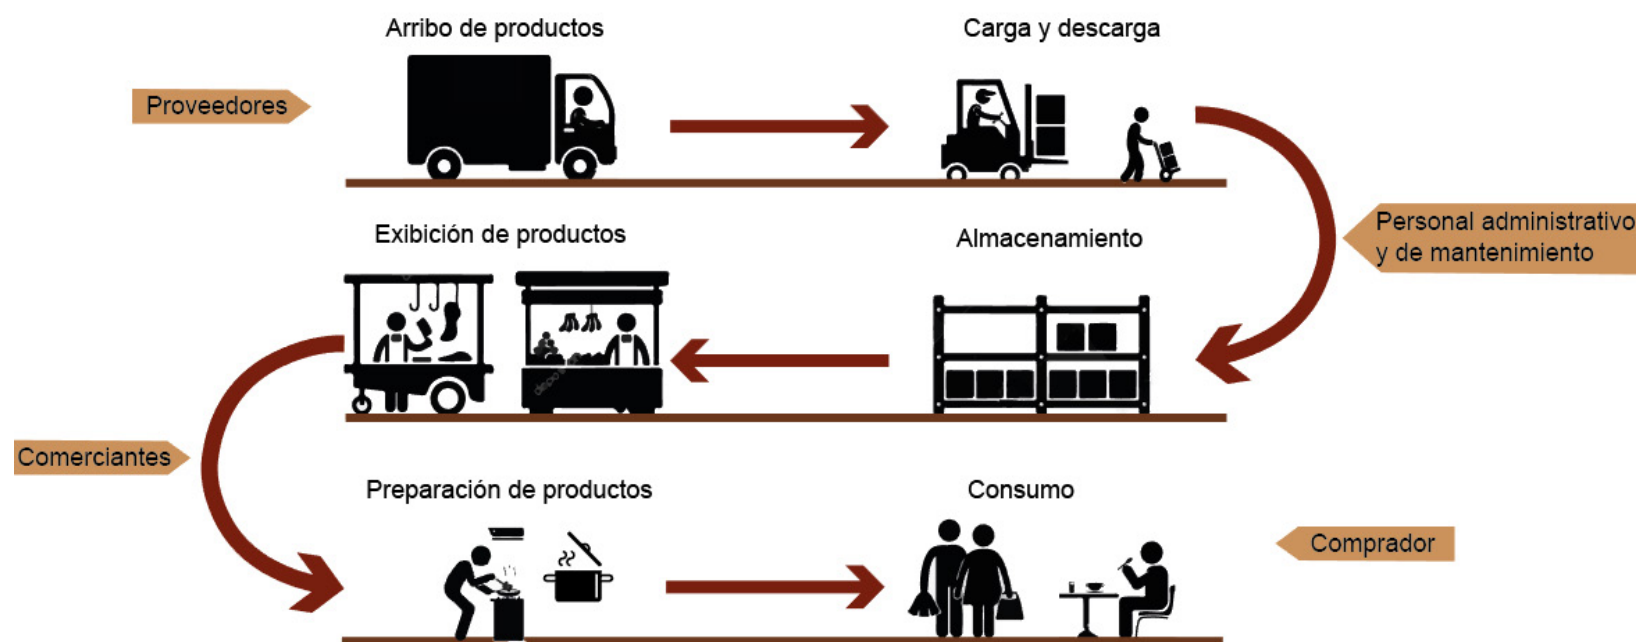 Arribo de productos
Carga y descarga
Proveedores
Exibición de productos
Almacenamiento
Personal administrativo
y de mantenimiento
Comerciantes
Preparación de productos
Consumo
Comprador